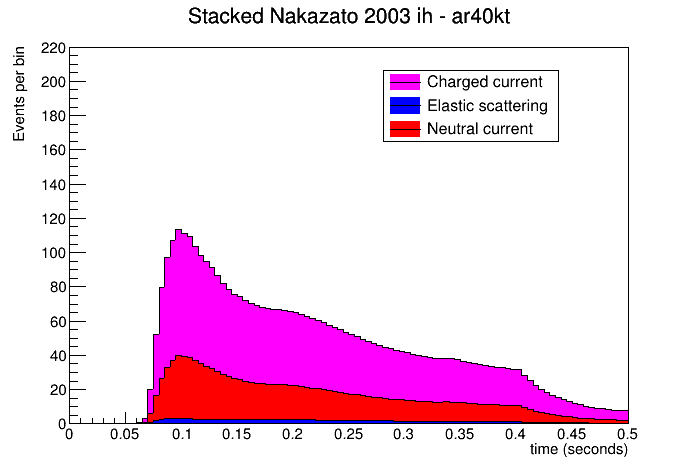 Stacked Nakazato 2003 ih - ar40kt
Events per bin
220
200
180
160
140
120
100
80
60
40
20
0
Charged current
Elastic scattering
Neutral current
0 0.05 0.1 0.15 0.2 0.25 0.3 0.35 0.4 0.45 0.5
time (seconds)